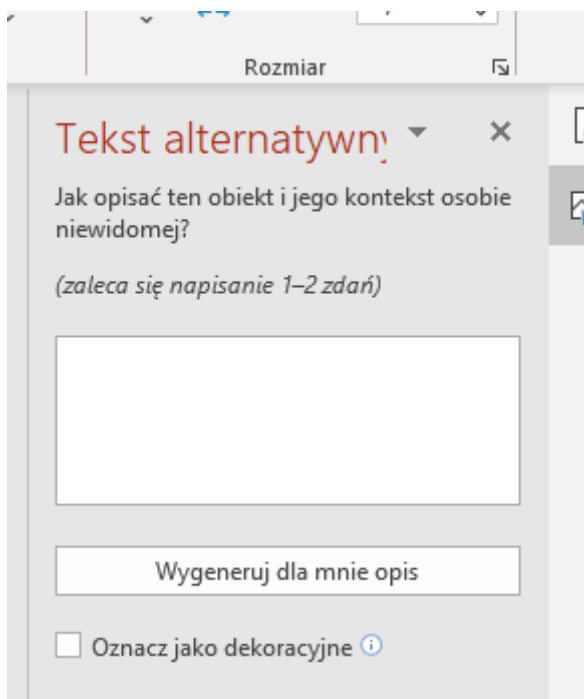 Rozmiar
Tekst alternatywny
Jak opisać ten obiekt i jego kontekst osobie
niewidomej?
(zaleca się napisanie 1–2 zdań)
Wygeneruj dla mnie opis
Oznacz jako dekoracyjne